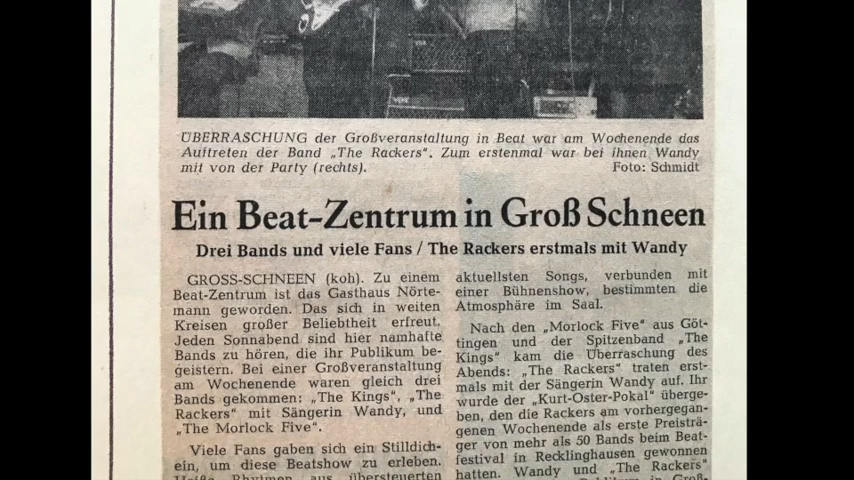 VOX
ÜBERRASCHUNG der Großveranstaltung in Beat war am Wochenende das
Auftreten der Band „The Rackers". Zum erstenmal war bei ihnen Wandy
mit von der Party (rechts). Foto: Schmidt
Ein Beat-Zentrum in Groß Schneen
Drei Bands und viele Fans / The Rackers erstmals mit Wandy
GROSS-SCHNEEN (koh). Zu einem
Beat-Zentrum ist das Gasthaus Nörte-
mann geworden. Das sich in weiten
Kreisen großer Beliebtheit erfreut.
Jeden Sonnabend sind hier namhafte
Bands zu hören, die ihr Publikum be-
geistern. Bei einer Großveranstaltung
am Wochenende waren gleich drei
Bands gekommen: „The Kings", „The
Rackers" mit Sängerin Wandy, und
„The Morlock Five".
Viele Fans gaben sich ein Stilldich-
ein, um diese Beatshow zu erleben.
Heiße Rhytmen aus übersteuerten
aktuellsten Songs, verbunden mit
einer Bühnenshow, bestimmten die
Atmosphäre im Saal.
Nach den „Morlock Five" aus Göt-
tingen und der Spitzenband „The
Kings" kam die Überraschung des
Abends: „The Rackers" traten erst-
mals mit der Sängerin Wandy auf. Ihr
wurde der „Kurt-Oster-Pokal" überge-
ben, den die Rackers am vorhergegan-
genen Wochenende als erste Preisträ-
ger von mehr als 50 Bands beim Beat-
festival in Recklinghausen gewonnen
hatten. Wandy und „The Rackers"